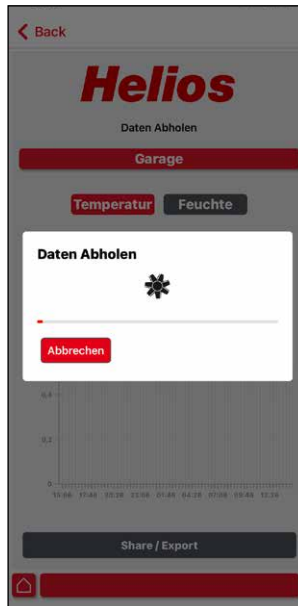 Back
Helios
Daten Abholen
Garage
Temperatur Feuchte
Daten Abholen
Abbrechen
0,4
0,2
0
Share / Export